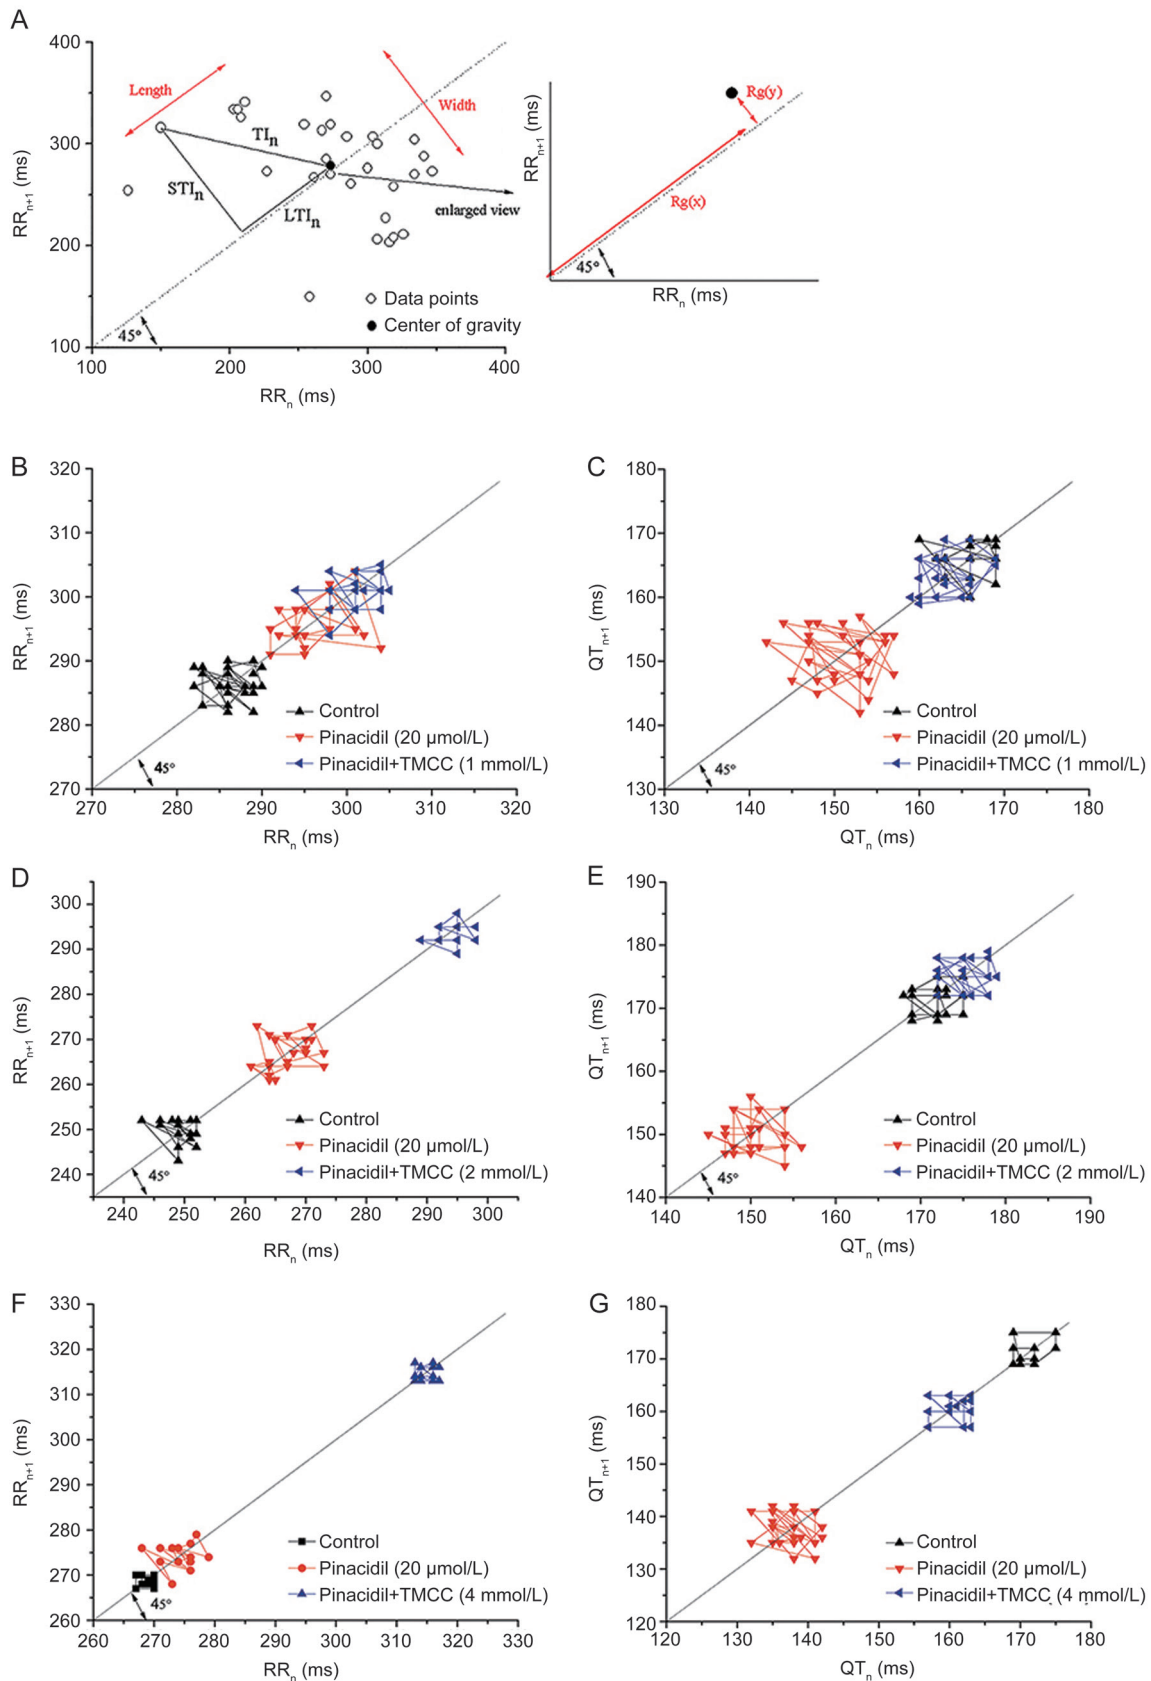 A
400
300
200
100
RRn+1 (ms)
100
200
300
400
RRn (ms)
Length
Width
TIn
STIn
LTIn
enlarged view
45°
Data points
Center of gravity
RRn+1 (ms)
Rg(y)
Rg(x)
45°
RRn (ms)
B
320
310
300
290
280
270
RRn+1 (ms)
Control
Pinacidil (20 µmol/L)
Pinacidil+TMCC (1 mmol/L)
45°
270
280
290
300
310
320
RRn (ms)
C
180
170
160
150
140
130
QTn+1 (ms)
Control
Pinacidil (20 µmol/L)
Pinacidil+TMCC (1 mmol/L)
45°
130
140
150
160
170
180
QTn (ms)
D
300
290
280
270
260
250
240
RRn+1 (ms)
Control
Pinacidil (20 µmol/L)
Pinacidil+TMCC (2 mmol/L)
45°
240
250
260
270
280
290
300
RRn (ms)
E
190
180
170
160
150
140
QTn+1 (ms)
Control
Pinacidil (20 µmol/L)
Pinacidil+TMCC (2 mmol/L)
45°
140
150
160
170
180
190
QTn (ms)
F
330
320
310
300
290
280
270
260
RRn+1 (ms)
Control
Pinacidil (20 µmol/L)
Pinacidil+TMCC (4 mmol/L)
45°
260
270
280
290
300
310
320
330
RRn (ms)
G
180
170
160
150
140
130
120
QTn+1 (ms)
Control
Pinacidil (20 µmol/L)
Pinacidil+TMCC (4 mmol/L)
120
130
140
150
160
170
180
QTn (ms)